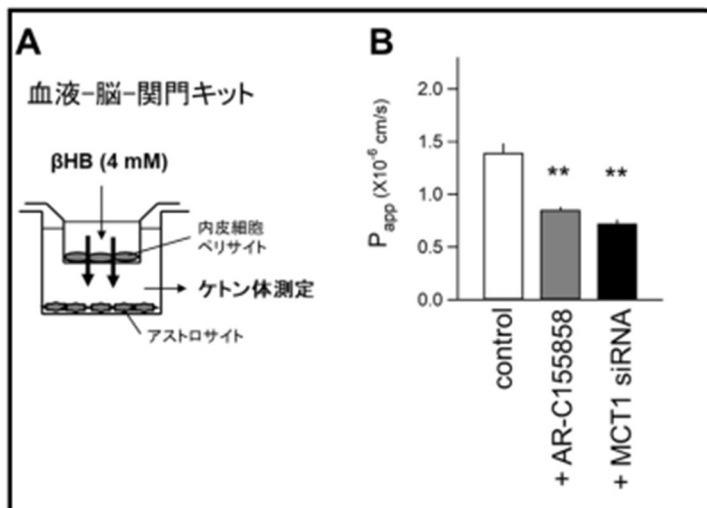 A
血液-脳-関門キット
βHB (4 mM)
内皮細胞
ペリサイト
ケトン体測定
アストロサイト
B
Papp (X10-6 cm/s)
2.0
1.5
1.0
0.5
0.0
**
**
control
+ AR-C155858
+ MCT1 siRNA